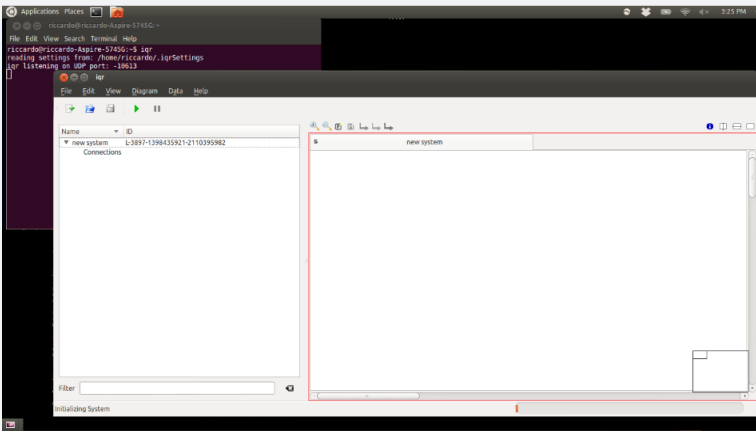 Applications Places 3:25 PM
riccardo@riccardo-Aspire-5745G: ~
File Edit View Search Terminal Help
riccardo@riccardo-Aspire-5745G:~$ iqr
reading settings from: /home/riccardo/.iqrSettings
iqr listening on UDP port: -10613
iqr
File Edit View Diagram Data Help
Name ID
new system L-3897-1398435921-2110395982
Connections
new system
Filter
Initializing System